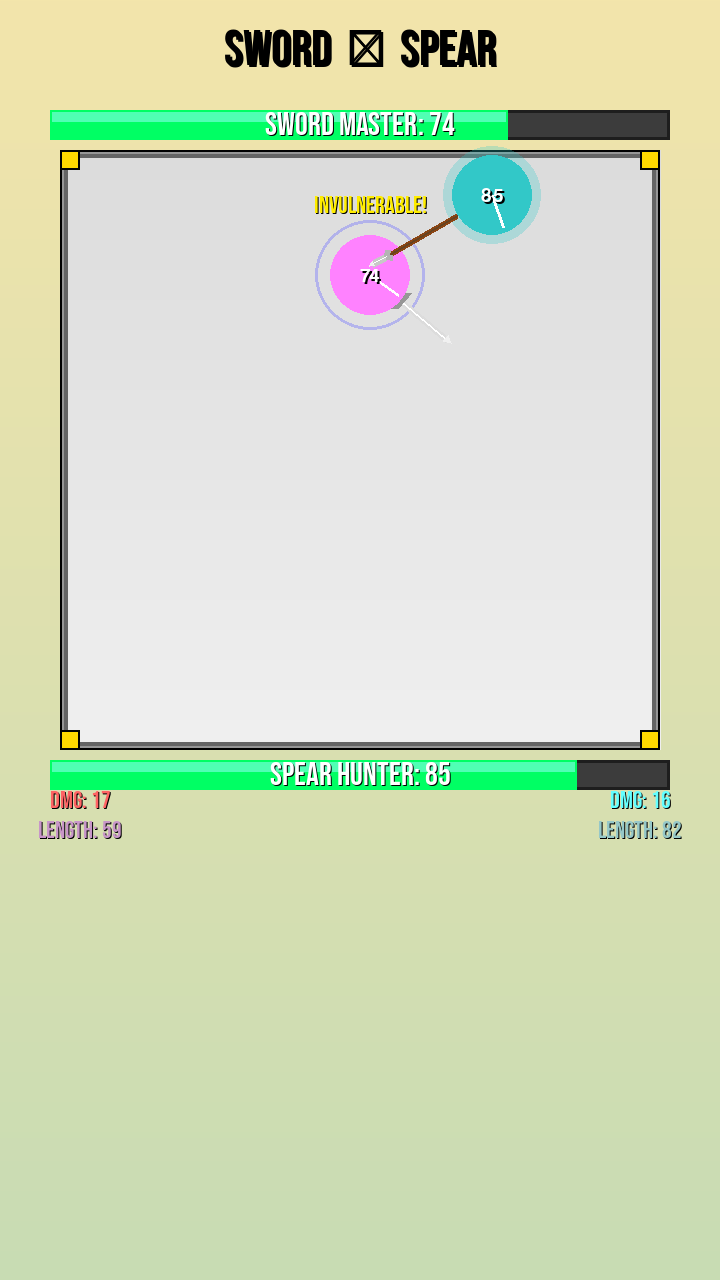 SWORD ☒ SPEAR
SWORD MASTER: 74
85
INVULNERABLE!
74
SPEAR HUNTER: 85
DMG: 17
DMG: 16
LENGTH: 59
LENGTH: 82